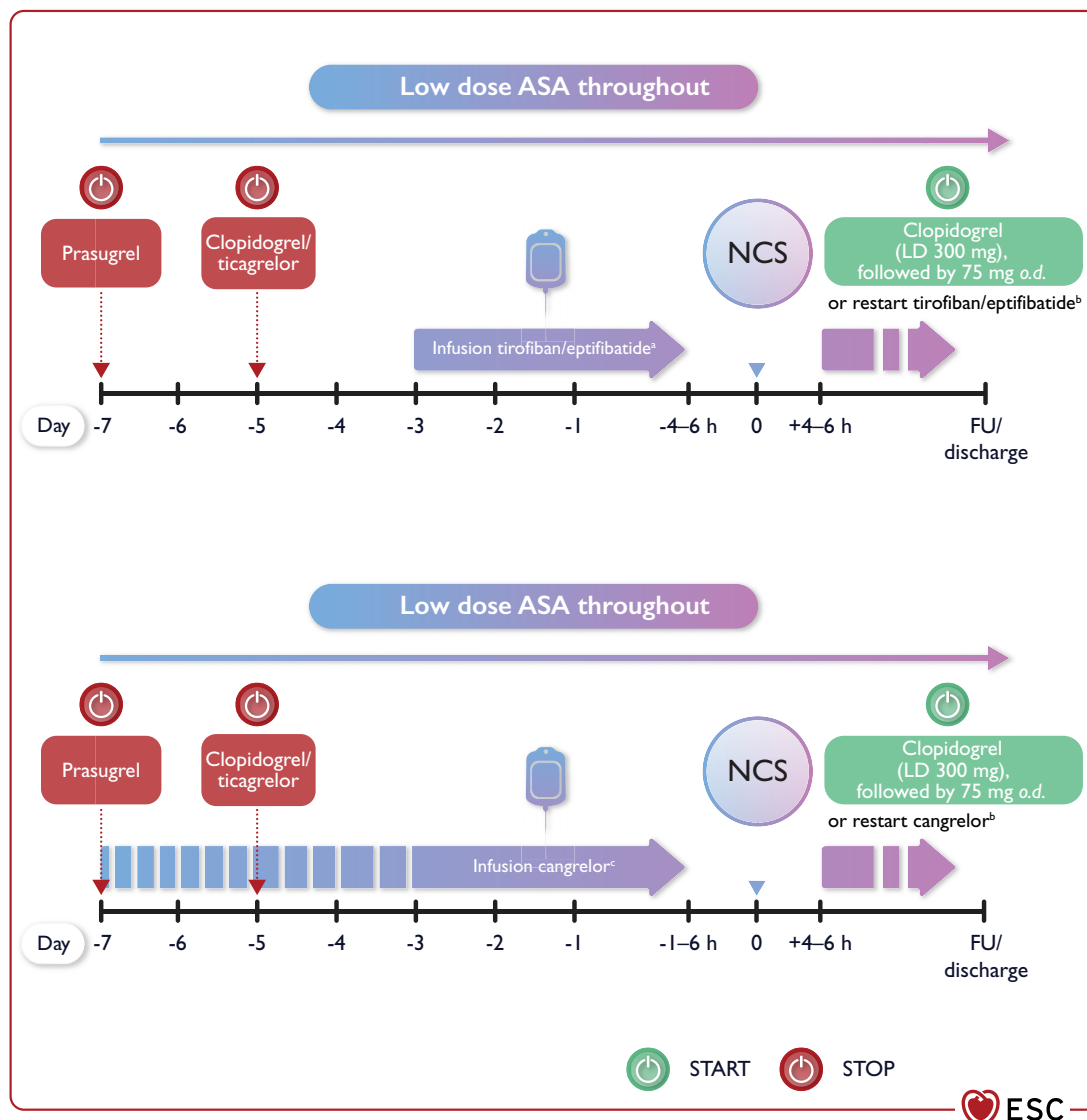 Low dose ASA throughout
Prasugrel
Clopidogrel/
ticagrelor
NCS
Clopidogrel
(LD 300 mg),
followed by 75 mg o.d.
or restart tirofiban/eptifibatideb
Infusion tirofiban/eptifibatidea
Day -7 -6 -5 -4 -3 -2 -1 -4–6 h 0 +4–6 h FU/
discharge
Low dose ASA throughout
Prasugrel
Clopidogrel/
ticagrelor
NCS
Clopidogrel
(LD 300 mg),
followed by 75 mg o.d.
or restart cangrelorb
Infusion cangrelorc
Day -7 -6 -5 -4 -3 -2 -1 -1–6 h 0 +4–6 h FU/
discharge
START STOP
ESC